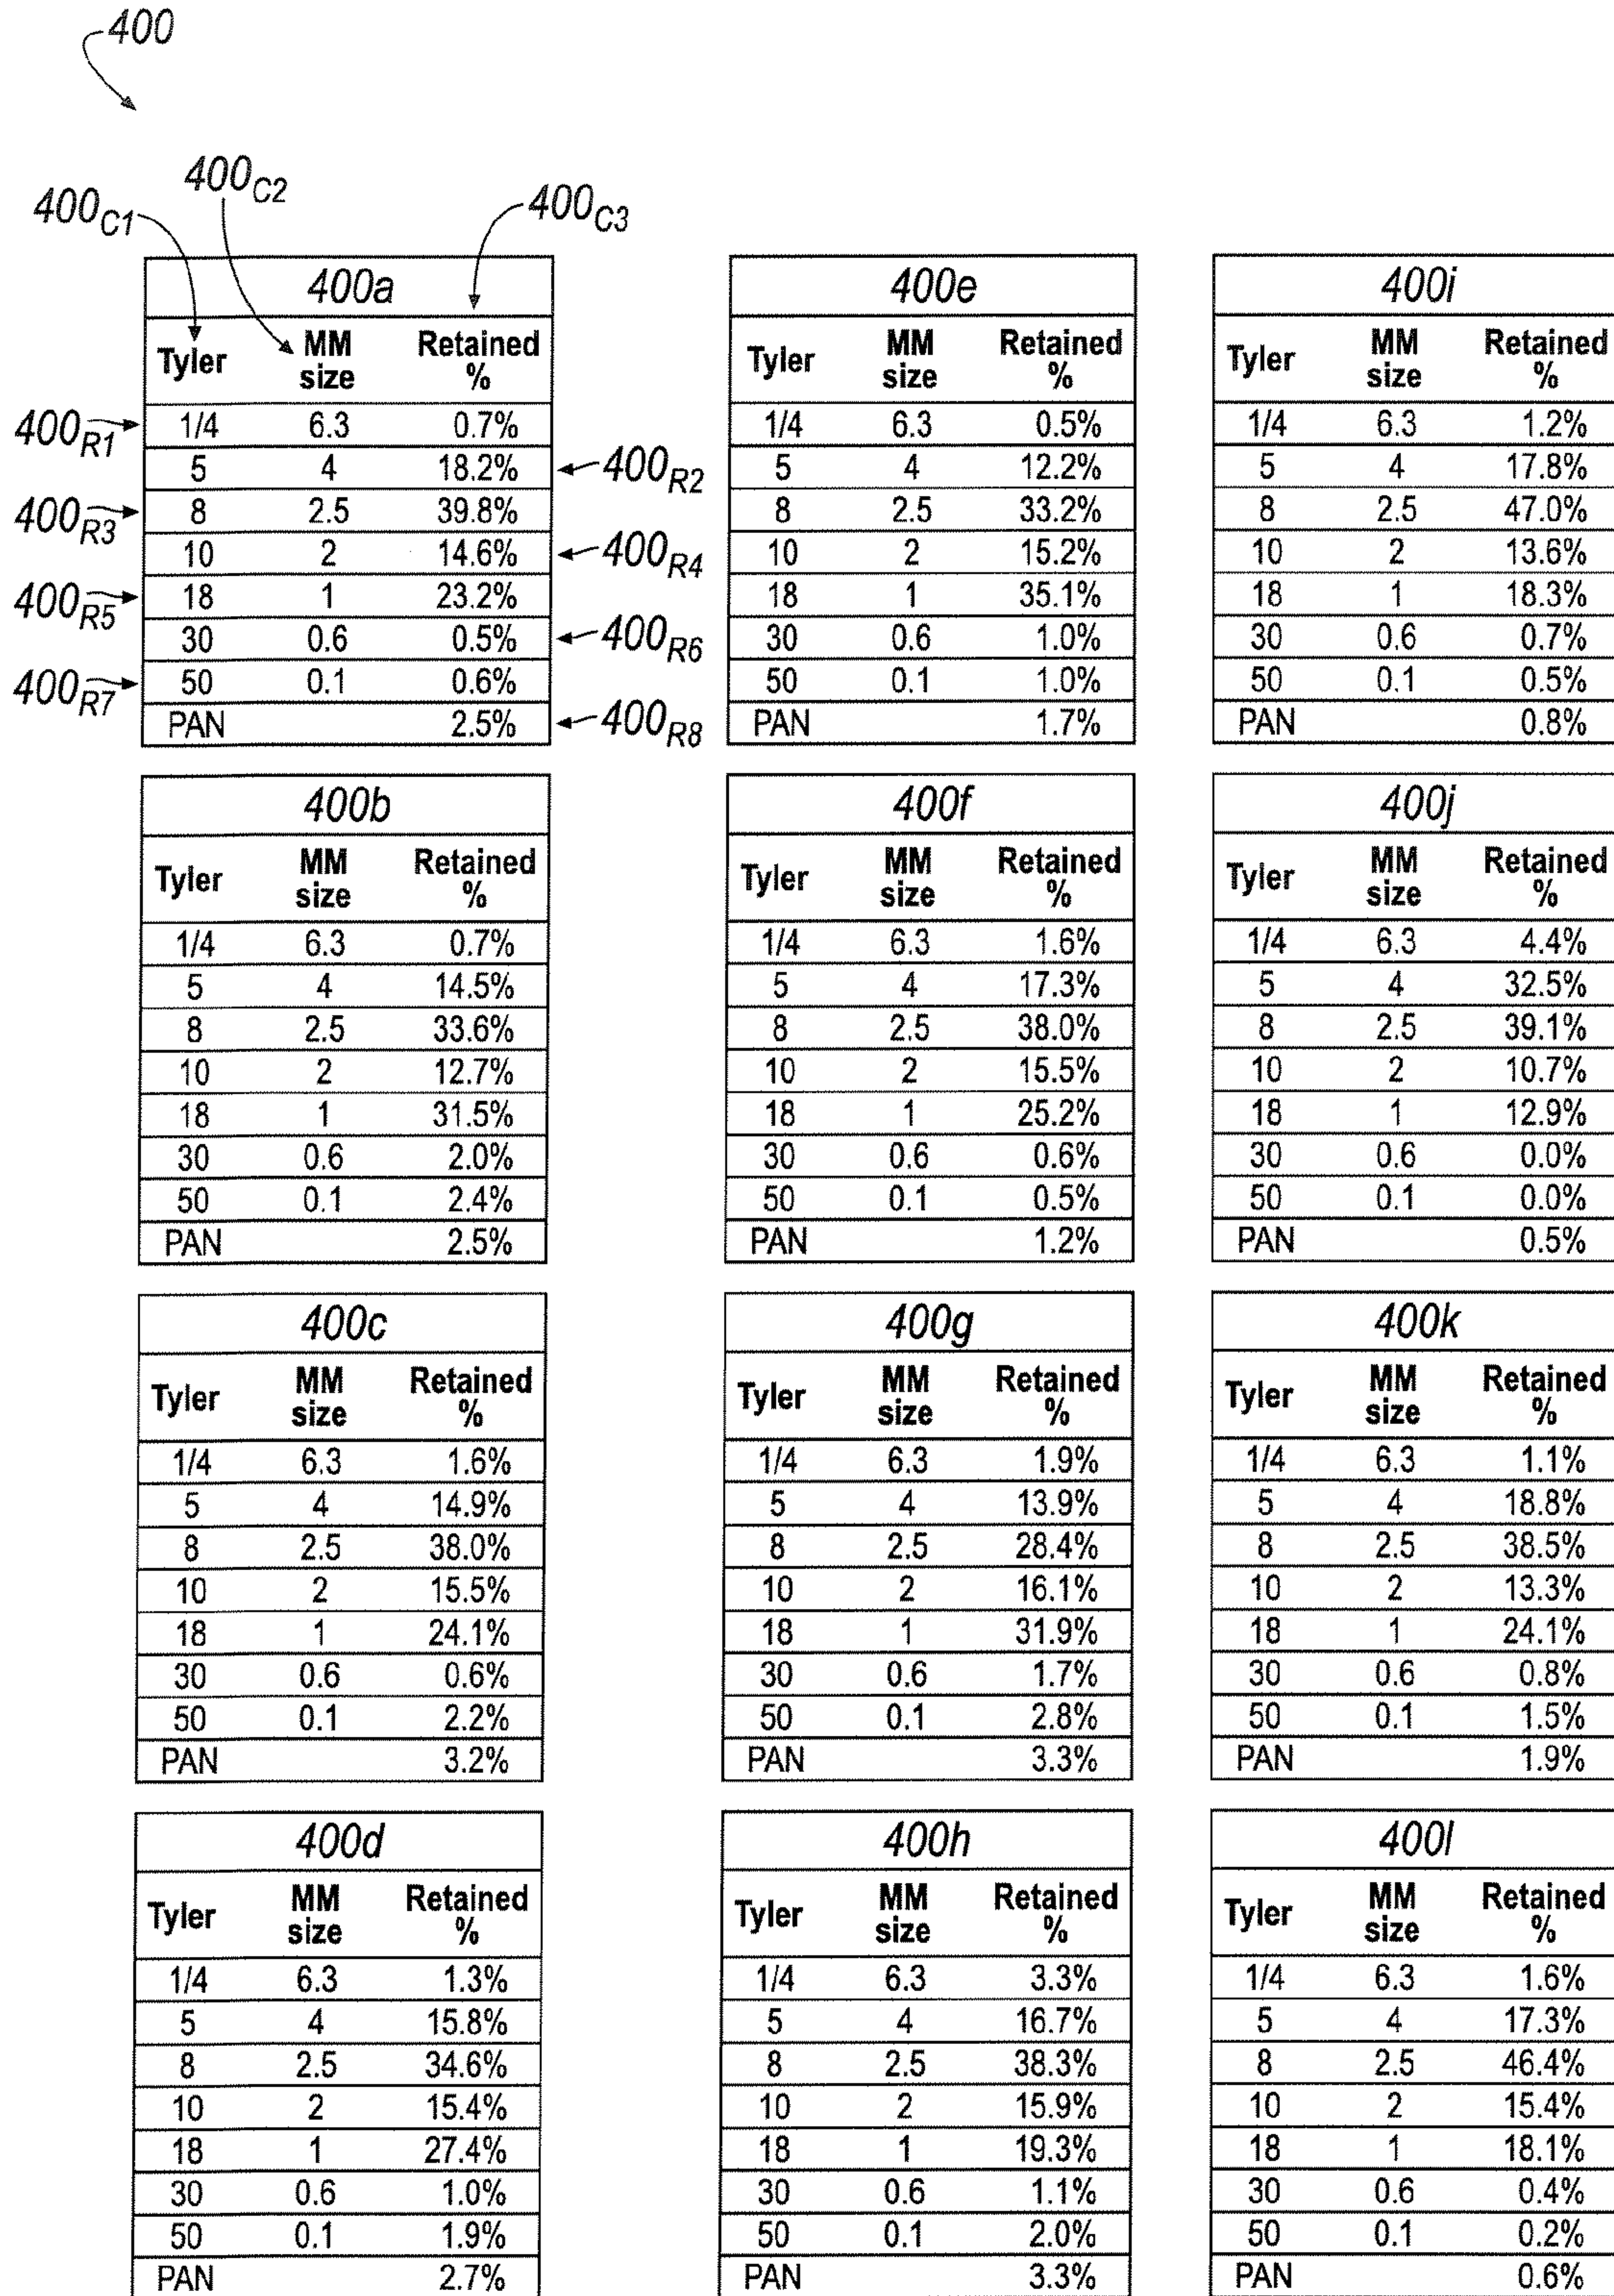 400
400C1 400C2 400C3
400a
Tyler MM size Retained %
400R1 1/4 6.3 0.7%
5 4 18.2% 400R2
400R3 8 2.5 39.8%
10 2 14.6% 400R4
400R5 18 1 23.2%
30 0.6 0.5% 400R6
400R7 50 0.1 0.6%
PAN 2.5% 400R8
400e
Tyler MM size Retained %
1/4 6.3 0.5%
5 4 12.2%
8 2.5 33.2%
10 2 15.2%
18 1 35.1%
30 0.6 1.0%
50 0.1 1.0%
PAN 1.7%
400i
Tyler MM size Retained %
1/4 6.3 1.2%
5 4 17.8%
8 2.5 47.0%
10 2 13.6%
18 1 18.3%
30 0.6 0.7%
50 0.1 0.5%
PAN 0.8%
400b
Tyler MM size Retained %
1/4 6.3 0.7%
5 4 14.5%
8 2.5 33.6%
10 2 12.7%
18 1 31.5%
30 0.6 2.0%
50 0.1 2.4%
PAN 2.5%
400f
Tyler MM size Retained %
1/4 6.3 1.6%
5 4 17.3%
8 2.5 38.0%
10 2 15.5%
18 1 25.2%
30 0.6 0.6%
50 0.1 0.5%
PAN 1.2%
400j
Tyler MM size Retained %
1/4 6.3 4.4%
5 4 32.5%
8 2.5 39.1%
10 2 10.7%
18 1 12.9%
30 0.6 0.0%
50 0.1 0.0%
PAN 0.5%
400c
Tyler MM size Retained %
1/4 6.3 1.6%
5 4 14.9%
8 2.5 38.0%
10 2 15.5%
18 1 24.1%
30 0.6 0.6%
50 0.1 2.2%
PAN 3.2%
400g
Tyler MM size Retained %
1/4 6.3 1.9%
5 4 13.9%
8 2.5 28.4%
10 2 16.1%
18 1 31.9%
30 0.6 1.7%
50 0.1 2.8%
PAN 3.3%
400k
Tyler MM size Retained %
1/4 6.3 1.1%
5 4 18.8%
8 2.5 38.5%
10 2 13.3%
18 1 24.1%
30 0.6 0.8%
50 0.1 1.5%
PAN 1.9%
400d
Tyler MM size Retained %
1/4 6.3 1.3%
5 4 15.8%
8 2.5 34.6%
10 2 15.4%
18 1 27.4%
30 0.6 1.0%
50 0.1 1.9%
PAN 2.7%
400h
Tyler MM size Retained %
1/4 6.3 3.3%
5 4 16.7%
8 2.5 38.3%
10 2 15.9%
18 1 19.3%
30 0.6 1.1%
50 0.1 2.0%
PAN 3.3%
400l
Tyler MM size Retained %
1/4 6.3 1.6%
5 4 17.3%
8 2.5 46.4%
10 2 15.4%
18 1 18.1%
30 0.6 0.4%
50 0.1 0.2%
PAN 0.6%